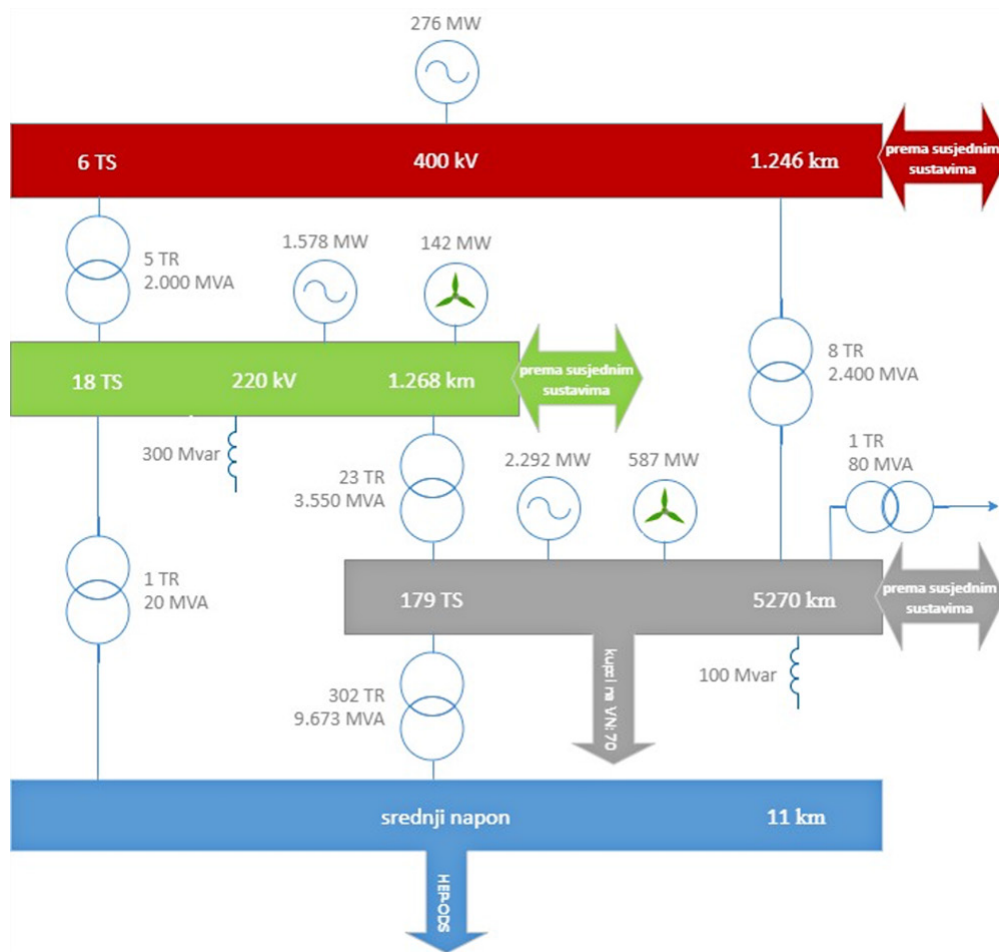 276 MW
6 TS
400 kV
1.246 km
prema susjednim
sustavima
5 TR
2.000 MVA
1.578 MW
142 MW
18 TS
220 kV
1.268 km
prema susjednim
sustavima
8 TR
2.400 MVA
300 Mvar
23 TR
3.550 MVA
2.292 MW
587 MW
1 TR
80 MVA
1 TR
20 MVA
179 TS
5270 km
prema susjednim
sustavima
kupci na VN: 70
100 Mvar
302 TR
9.673 MVA
srednji napon
11 km
HEP-ODS